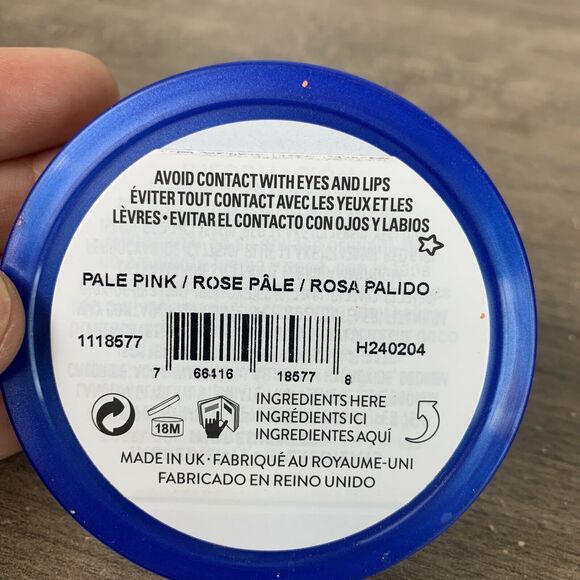 AVOID CONTACT WITH EYES AND LIPS
ÉVITER TOUT CONTACT AVEC LES YEUX ET LES
LÈVRES • EVITAR EL CONTACTO CON OJOS Y LABIOS
PALE PINK / ROSE PÂLE / ROSA PALIDO
1118577
H240204
7 66416 18577 8
18M
INGREDIENTS HERE
INGRÉDIENTS ICI
INGREDIENTES AQUÍ
MADE IN UK • FABRIQUÉ AU ROYAUME-UNI
FABRICADO EN REINO UNIDO